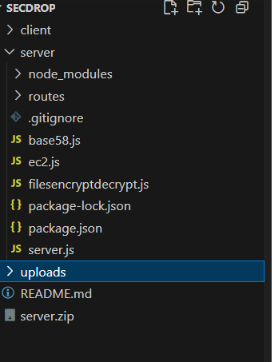 SECDROP
client
server
node_modules
routes
.gitignore
JS base58.js
JS ec2.js
JS filesencryptdecrypt.js
{} package-lock.json
{} package.json
JS server.js
uploads
README.md
server.zip